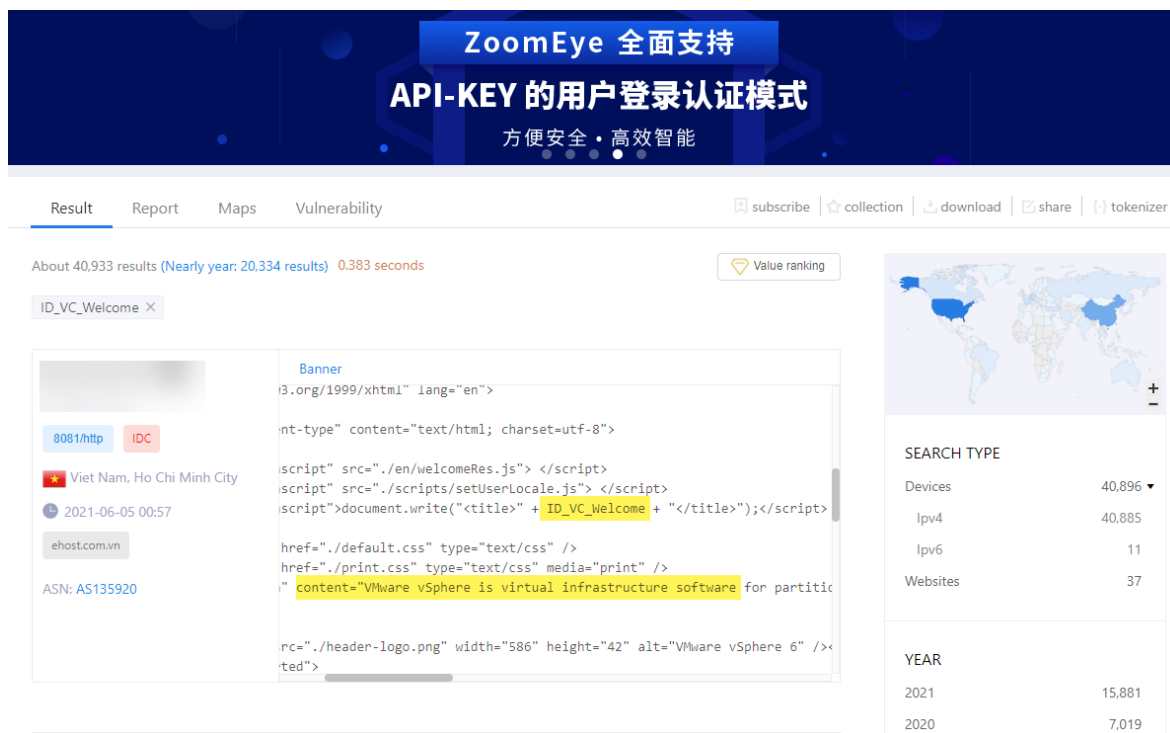 ZoomEye 全面支持
API-KEY 的用户登录认证模式
方便安全・高效智能
Result Report Maps Vulnerability
subscribe collection download share tokenizer
About 40,933 results (Nearly year: 20,334 results) 0.383 seconds
Value ranking
ID_VC_Welcome ×
Banner
8081/http IDC
Viet Nam, Ho Chi Minh City
2021-06-05 00:57
ehost.com.vn
ASN: AS135920
3.org/1999/xhtml" lang="en">
nt-type" content="text/html; charset=utf-8">
script" src="./en/welcomeRes.js"> </script>
script" src="./scripts/setUserLocale.js"> </script>
script">document.write("<title>" + ID_VC_Welcome + "</title>");</script>
href="./default.css" type="text/css" />
href="./print.css" type="text/css" media="print" />
" content="VMware vSphere is virtual infrastructure software for partitic
rc="./header-logo.png" width="586" height="42" alt="VMware vSphere 6" /><
ted">
+
−
SEARCH TYPE
Devices 40,896
Ipv4 40,885
Ipv6 11
Websites 37
YEAR
2021 15,881
2020 7,019